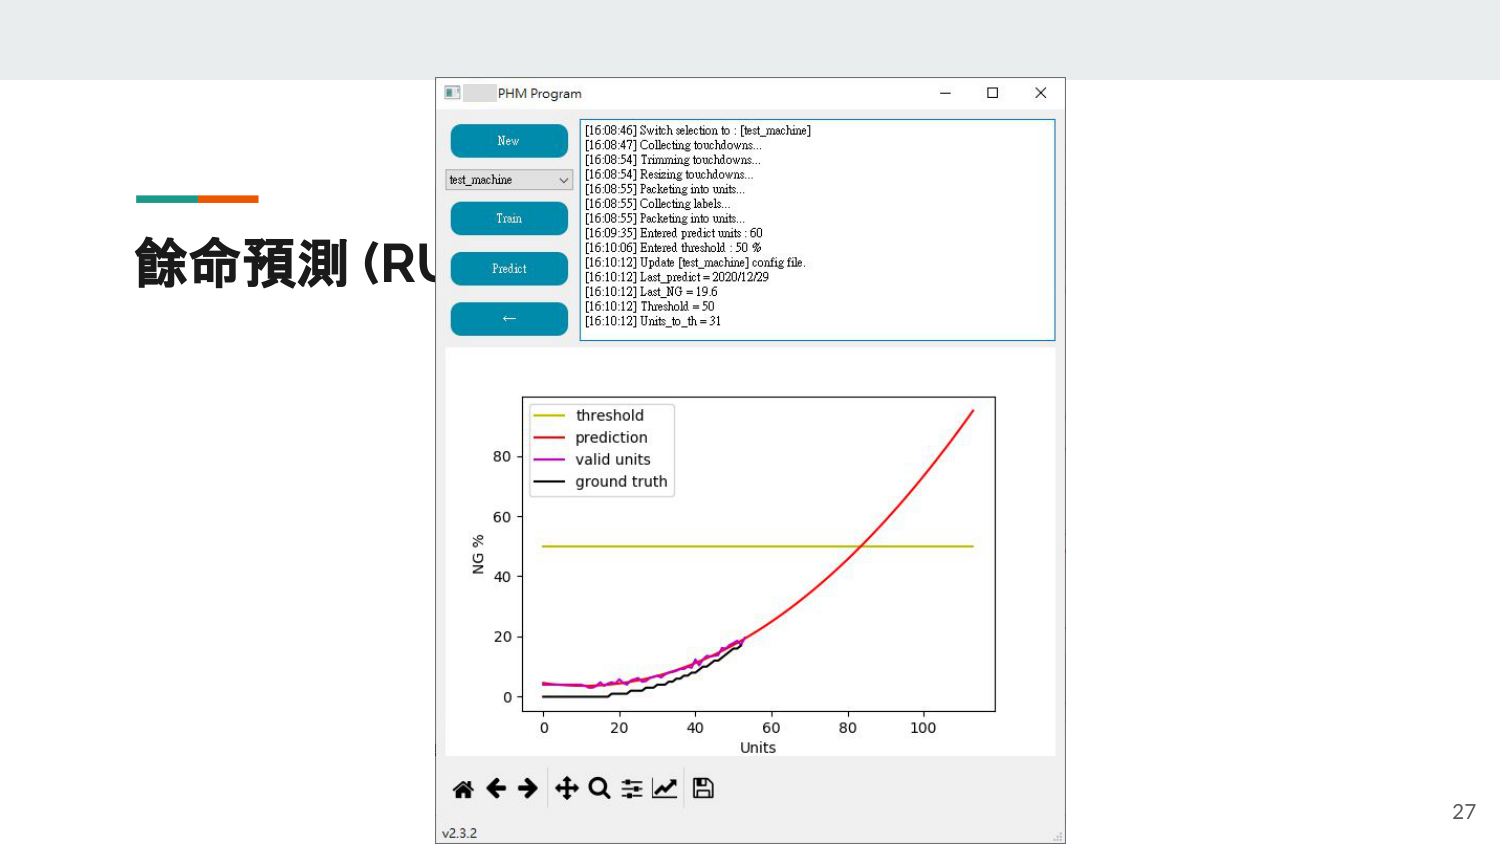 PHM Program
New
test_machine
Train
Predict
←
[16:08:46] Switch selection to : [test_machine]
[16:08:47] Collecting touchdowns...
[16:08:54] Trimming touchdowns...
[16:08:54] Resizing touchdowns...
[16:08:55] Packeting into units...
[16:08:55] Collecting labels...
[16:08:55] Packeting into units...
[16:09:35] Entered predict units : 60
[16:10:06] Entered threshold : 50 %
[16:10:12] Update [test_machine] config file.
[16:10:12] Last_predict = 2020/12/29
[16:10:12] Last_NG = 19.6
[16:10:12] Threshold = 50
[16:10:12] Units_to_th = 31
餘命預測 (RU
threshold
prediction
valid units
ground truth
NG %
80
60
40
20
0
0 20 40 60 80 100
Units
v2.3.2
27